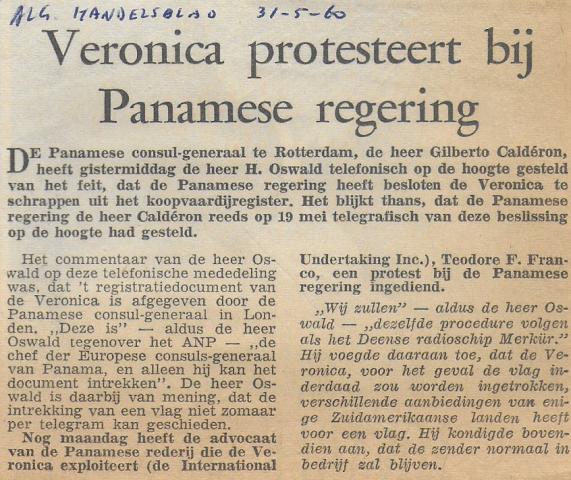 ALG. HANDELSBLAD 31-5-60
Veronica protesteert bij
Panamese regering
DE Panamese consul-generaal te Rotterdam, de heer Gilberto Caldéron,
heeft gistermiddag de heer H. Oswald telefonisch op de hoogte gesteld
van het feit, dat de Panamese regering heeft besloten de Veronica te
schrappen uit het koopvaardijregister. Het blijkt thans, dat de Panamese
regering de heer Caldéron reeds op 19 mei telegrafisch van deze beslissing
op de hoogte had gesteld.
Het commentaar van de heer Os-
wald op deze telefonische mededeling
was, dat 't registratiedocument van
de Veronica is afgegeven door de
Panamese consul-generaal in Lon-
den. „Deze is" — aldus de heer
Oswald tegenover het ANP — „de
chef der Europese consuls-generaal
van Panama, en alleen hij kan het
document intrekken". De heer Os-
wald is daarbij van mening, dat de
intrekking van een vlag niet zomaar
per telegram kan geschieden.
Nog maandag heeft de advocaat
van de Panamese rederij die de Ve-
ronica exploiteert (de International
Undertaking Inc.), Teodore F. Fran-
co, een protest bij de Panamese
regering ingediend.
„Wij zullen" — aldus de heer Os-
wald — „dezelfde procedure volgen
als het Deense radioschip Merkür."
Hij voegde daaraan toe, dat de Ve-
ronica, voor het geval de vlag in-
derdaad zou worden ingetrokken,
verschillende aanbiedingen van eni-
ge Zuidamerikaanse landen heeft
voor een vlag. Hij kondigde boven-
dien aan, dat de zender normaal in
bedrijf zal blijven.